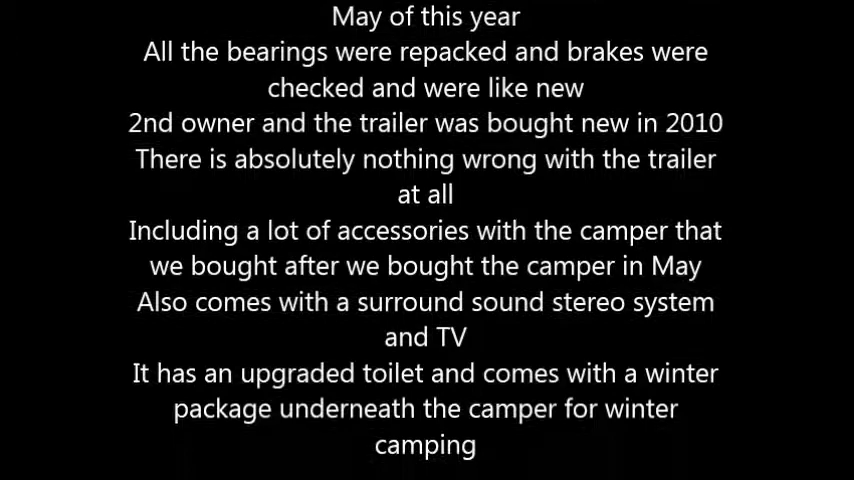 May of this year
All the bearings were repacked and brakes were
checked and were like new
2nd owner and the trailer was bought new in 2010
There is absolutely nothing wrong with the trailer
at all
Including a lot of accessories with the camper that
we bought after we bought the camper in May
Also comes with a surround sound stereo system
and TV
It has an upgraded toilet and comes with a winter
package underneath the camper for winter
camping